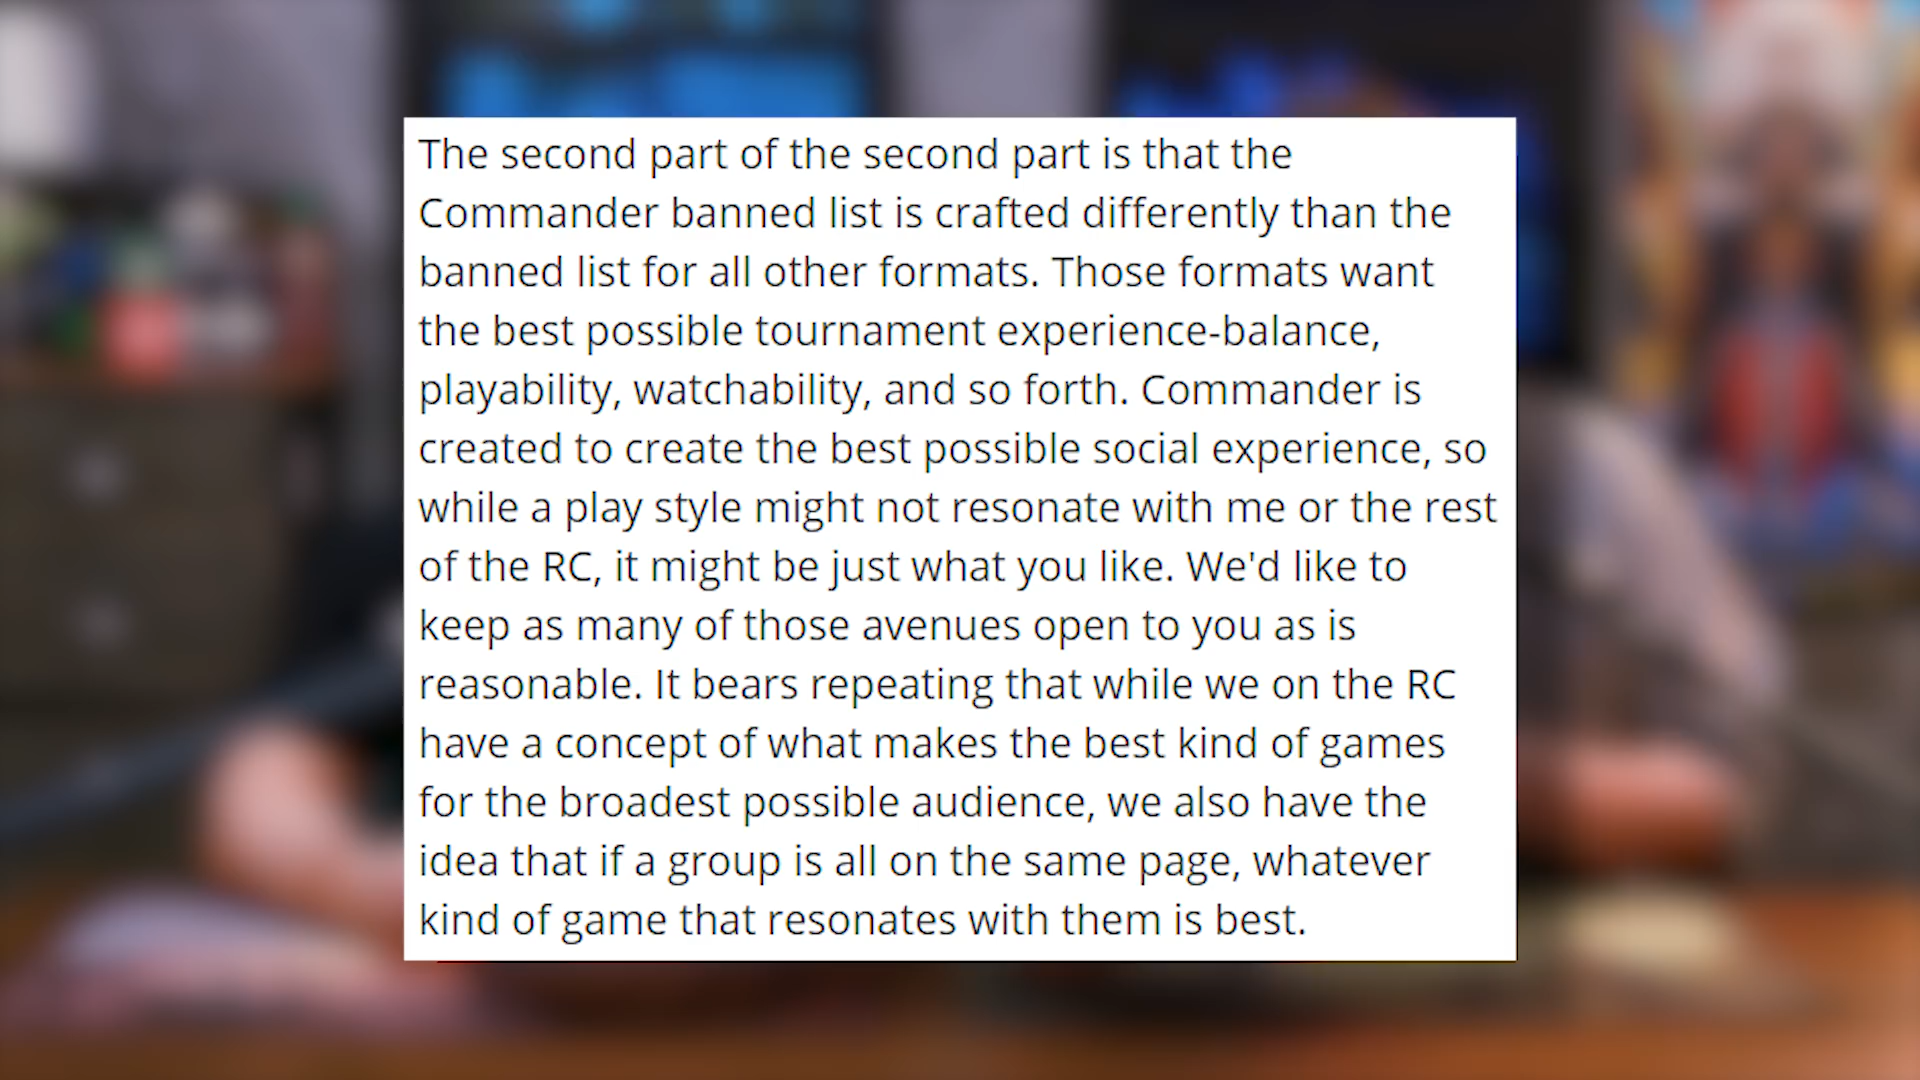 The second part of the second part is that the
Commander banned list is crafted differently than the
banned list for all other formats. Those formats want
the best possible tournament experience-balance,
playability, watchability, and so forth. Commander is
created to create the best possible social experience, so
while a play style might not resonate with me or the rest
of the RC, it might be just what you like. We'd like to
keep as many of those avenues open to you as is
reasonable. It bears repeating that while we on the RC
have a concept of what makes the best kind of games
for the broadest possible audience, we also have the
idea that if a group is all on the same page, whatever
kind of game that resonates with them is best.